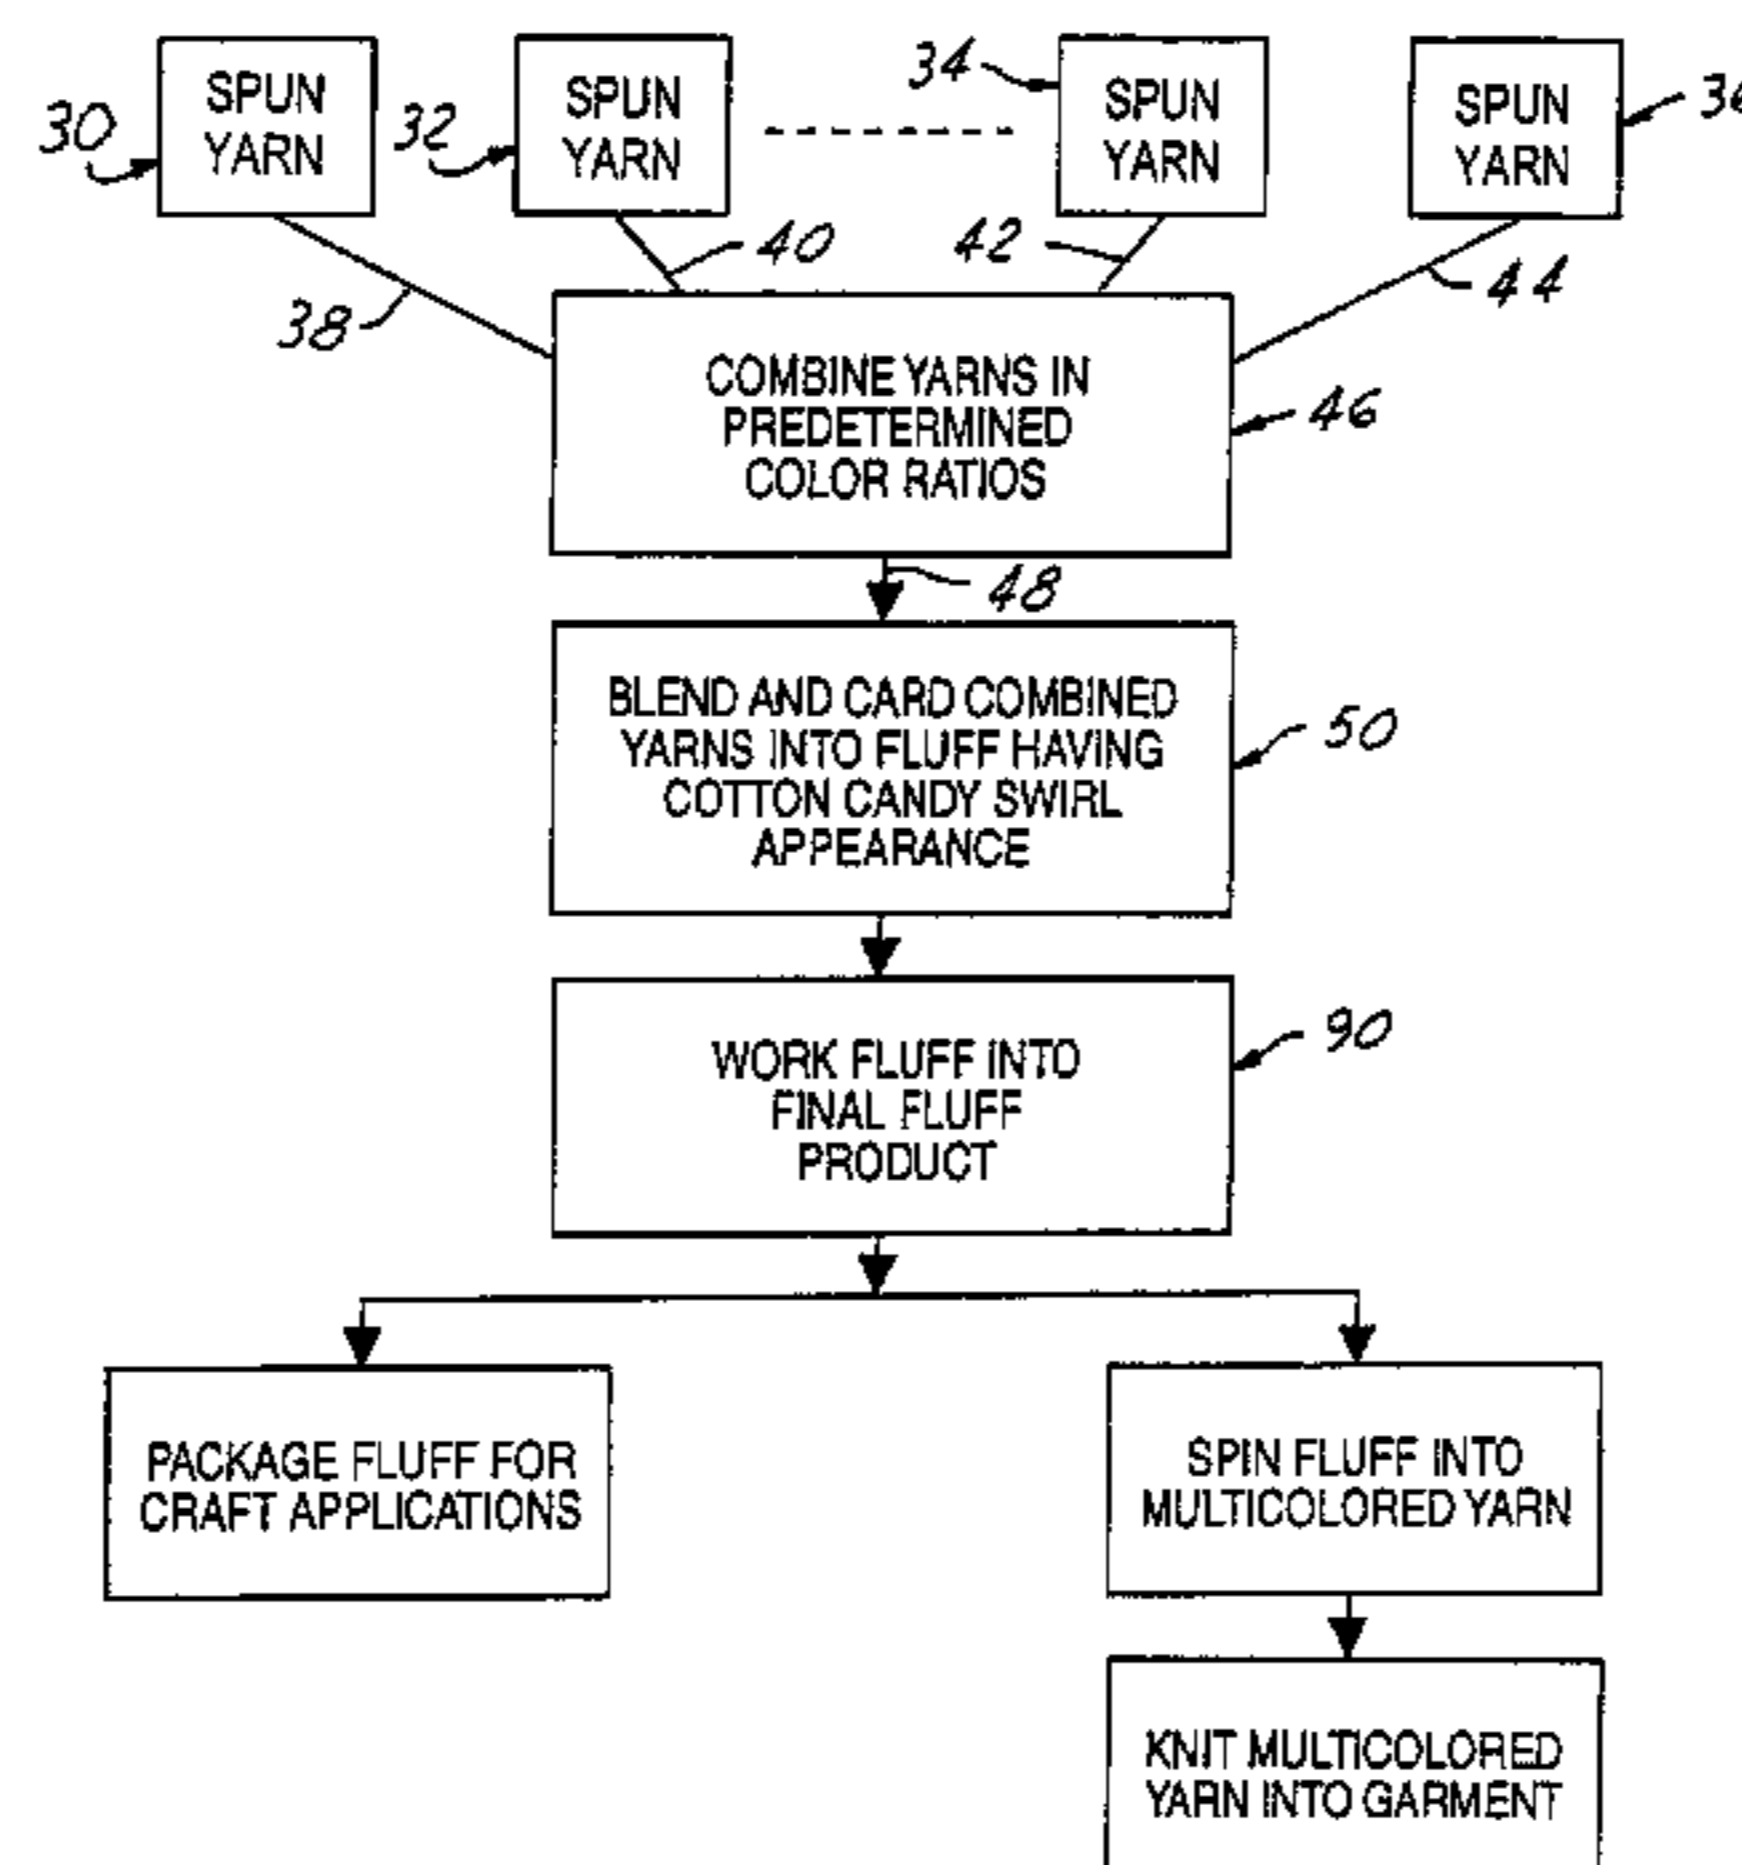 30
SPUN
YARN
32
SPUN
YARN
34
SPUN
YARN
SPUN
YARN
38
40
42
44
COMBINE YARNS IN
PREDETERMINED
COLOR RATIOS
46
48
BLEND AND CARD COMBINED
YARNS INTO FLUFF HAVING
COTTON CANDY SWIRL
APPEARANCE
50
WORK FLUFF INTO
FINAL FLUFF
PRODUCT
90
PACKAGE FLUFF FOR
CRAFT APPLICATIONS
SPIN FLUFF INTO
MULTICOLORED YARN
KNIT MULTICOLORED
YARN INTO GARMENT